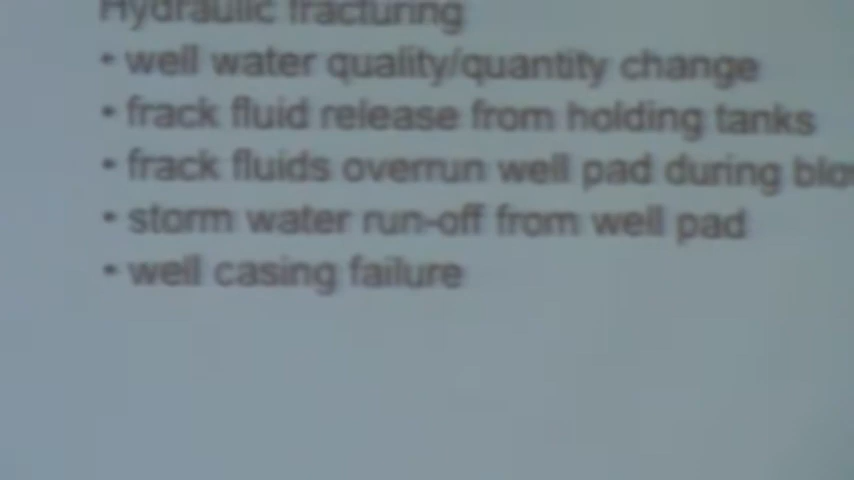 Hydraulic fracturing
• well water quality/quantity change
• frack fluid release from holding tanks
• frack fluids overrun well pad during
• storm water run-off from well pad
• well casing failure